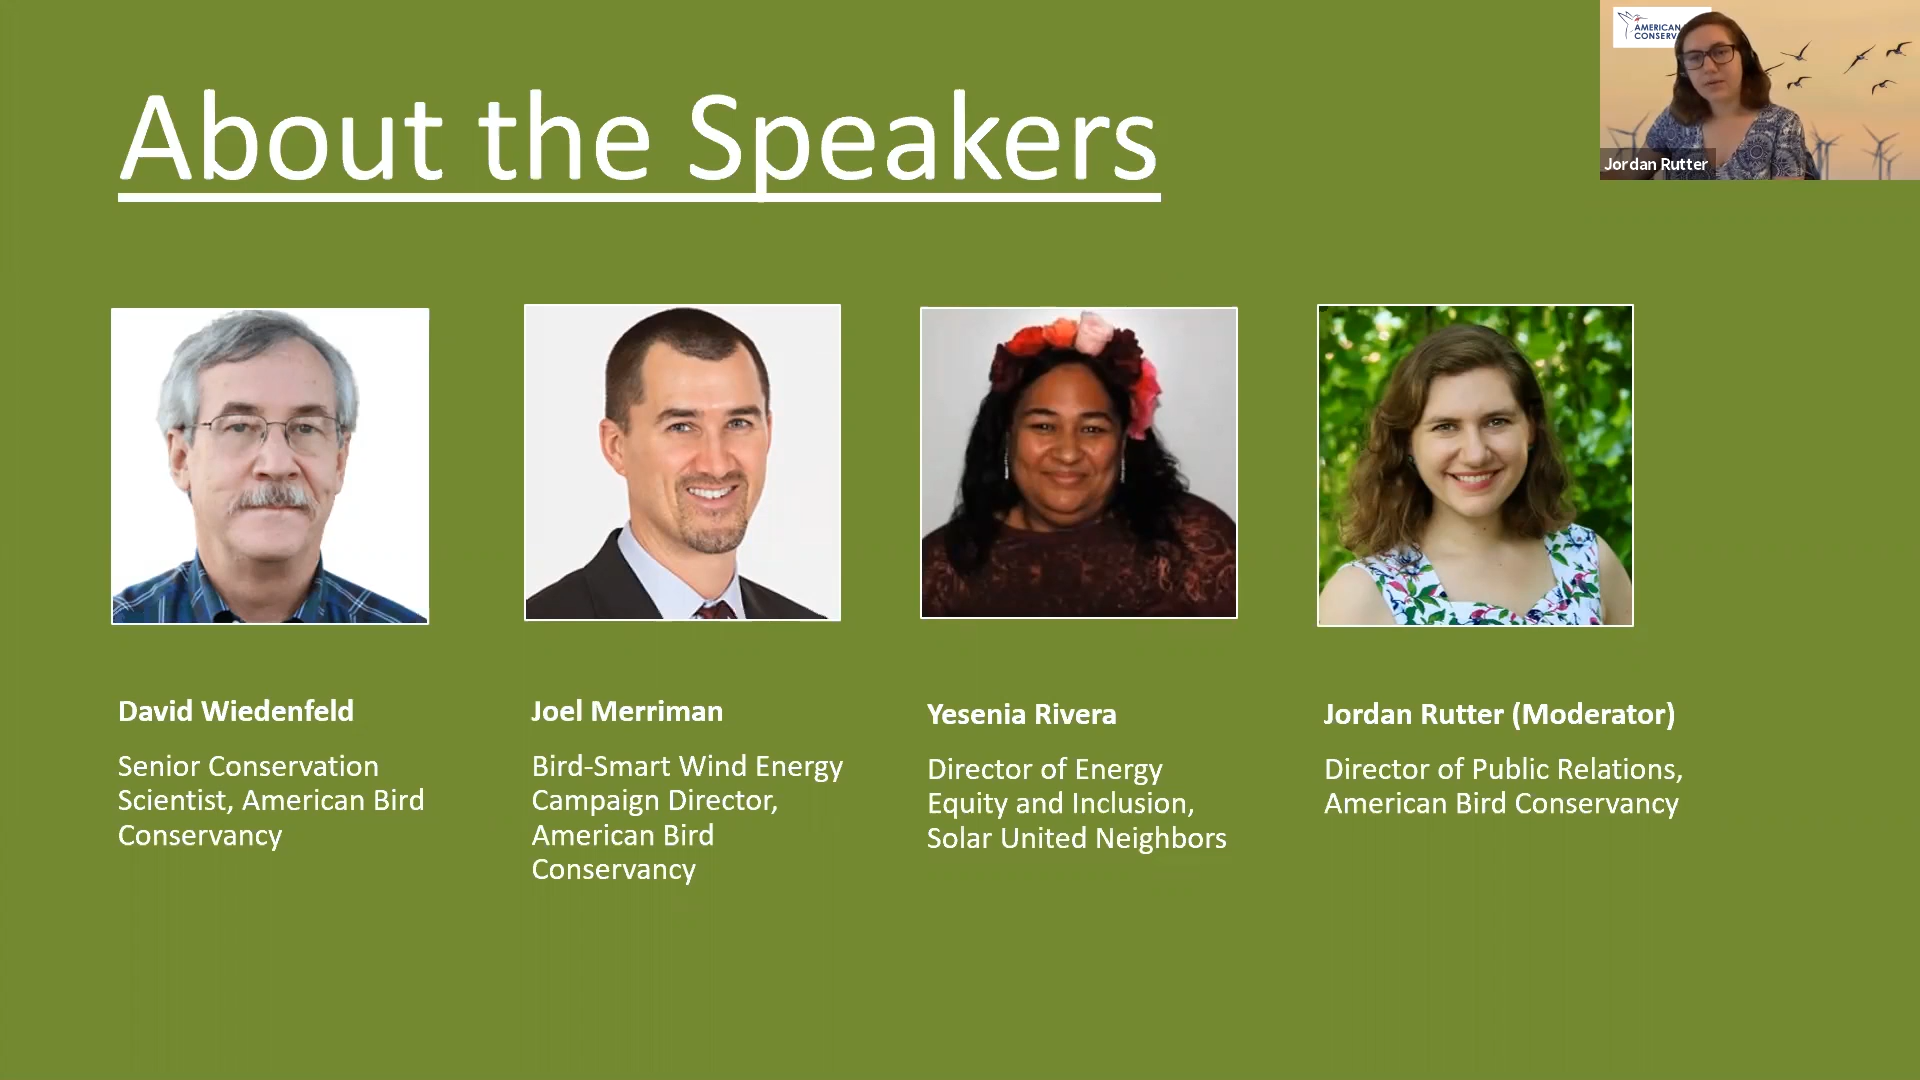 About the Speakers
AMERICAN
CONSERV
Jordan Rutter
David Wiedenfeld
Senior Conservation
Scientist, American Bird
Conservancy
Joel Merriman
Bird-Smart Wind Energy
Campaign Director,
American Bird
Conservancy
Yesenia Rivera
Director of Energy
Equity and Inclusion,
Solar United Neighbors
Jordan Rutter (Moderator)
Director of Public Relations,
American Bird Conservancy